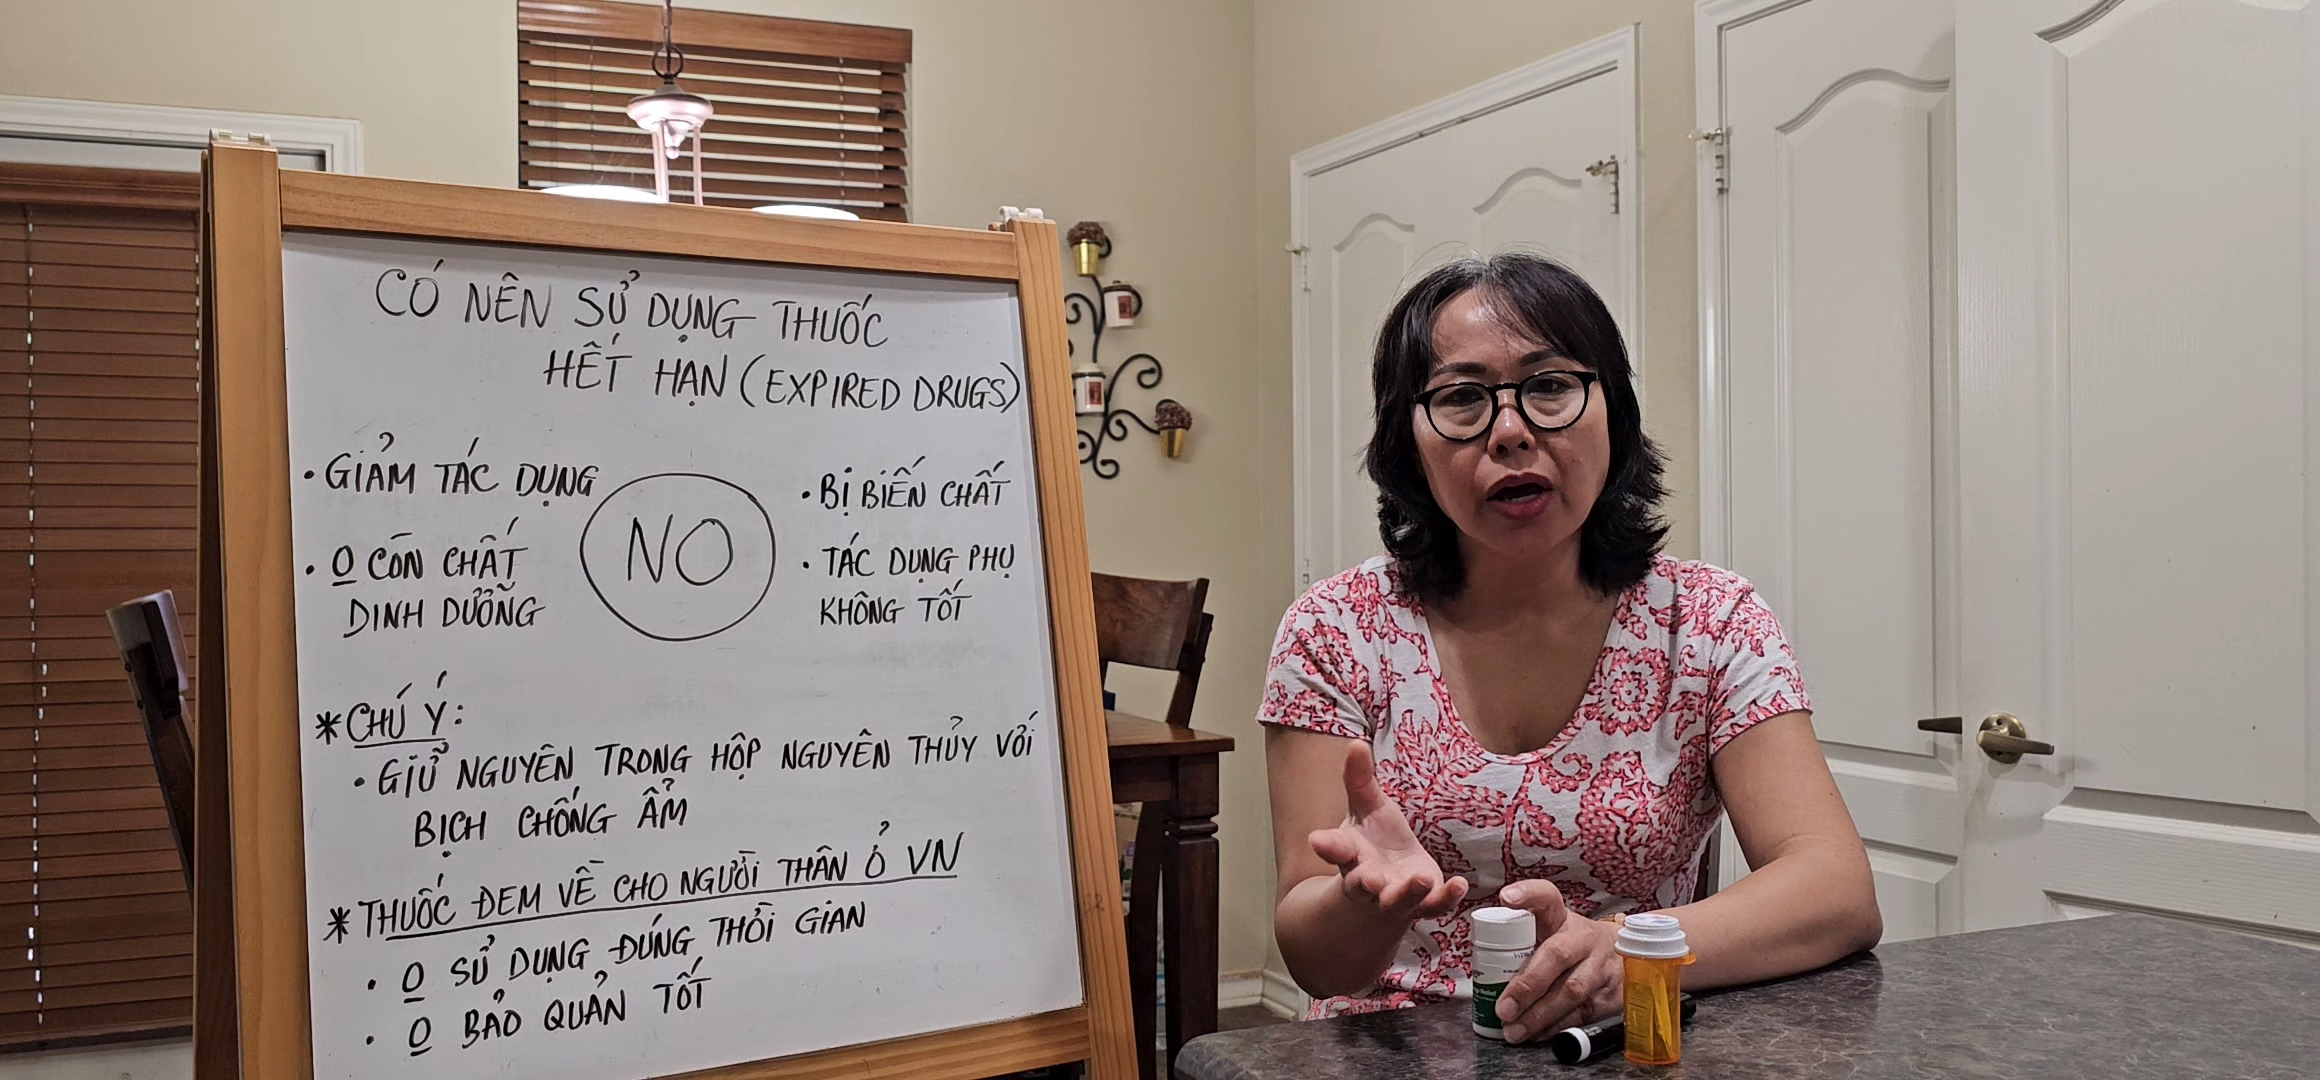 CÓ NÊN SỬ DỤNG THUỐC
HẾT HẠN (EXPIRED DRUGS)
• GIẢM TÁC DỤNG
• O CÒN CHẤT
DINH DƯỠNG
NO
• BỊ BIẾN CHẤT
• TÁC DỤNG PHỤ
KHÔNG TỐT
* CHÚ Ý:
• GIỮ NGUYÊN TRONG HỘP NGUYÊN THỦY VỚI
BỊCH CHỐNG ẨM
* THUỐC ĐEM VỀ CHO NGƯỜI THÂN Ở VN
• O SỬ DỤNG ĐÚNG THỜI GIAN
• O BẢO QUẢN TỐT
Relief